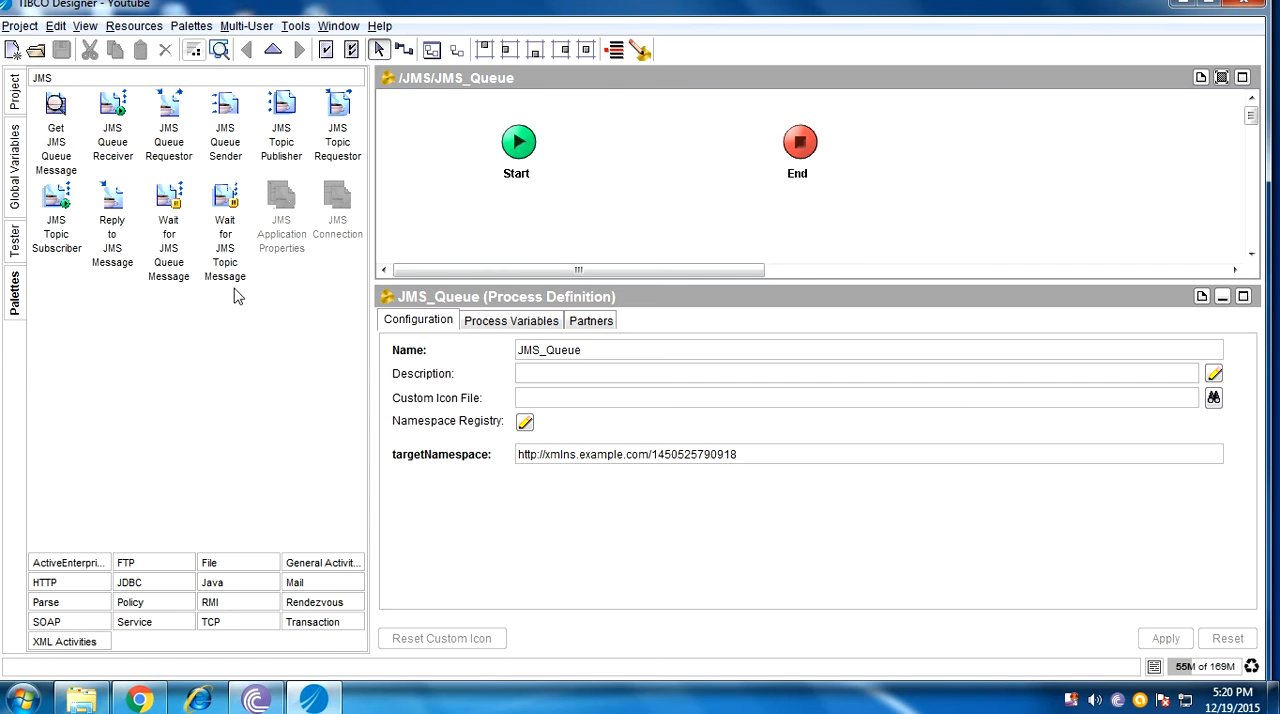 TIBCO Designer - Youtube
Project Edit View Resources Palettes Multi-User Tools Window Help
Project
Global Variables
Tester
Palettes
JMS
Get JMS Queue Message
JMS Queue Receiver
JMS Queue Requestor
JMS Queue Sender
JMS Topic Publisher
JMS Topic Requestor
JMS Topic Subscriber
Reply to JMS Message
Wait for JMS Queue Message
Wait for JMS Topic Message
JMS Application Properties
JMS Connection
ActiveEnterpri... FTP File General Activit...
HTTP JDBC Java Mail
Parse Policy RMI Rendezvous
SOAP Service TCP Transaction
XML Activities
/JMS/JMS_Queue
Start End
JMS_Queue (Process Definition)
Configuration Process Variables Partners
Name: JMS_Queue
Description:
Custom Icon File:
Namespace Registry:
targetNamespace: http://xmlns.example.com/1450525790918
Reset Custom Icon Apply Reset
55M of 169M
5:20 PM
12/19/2015